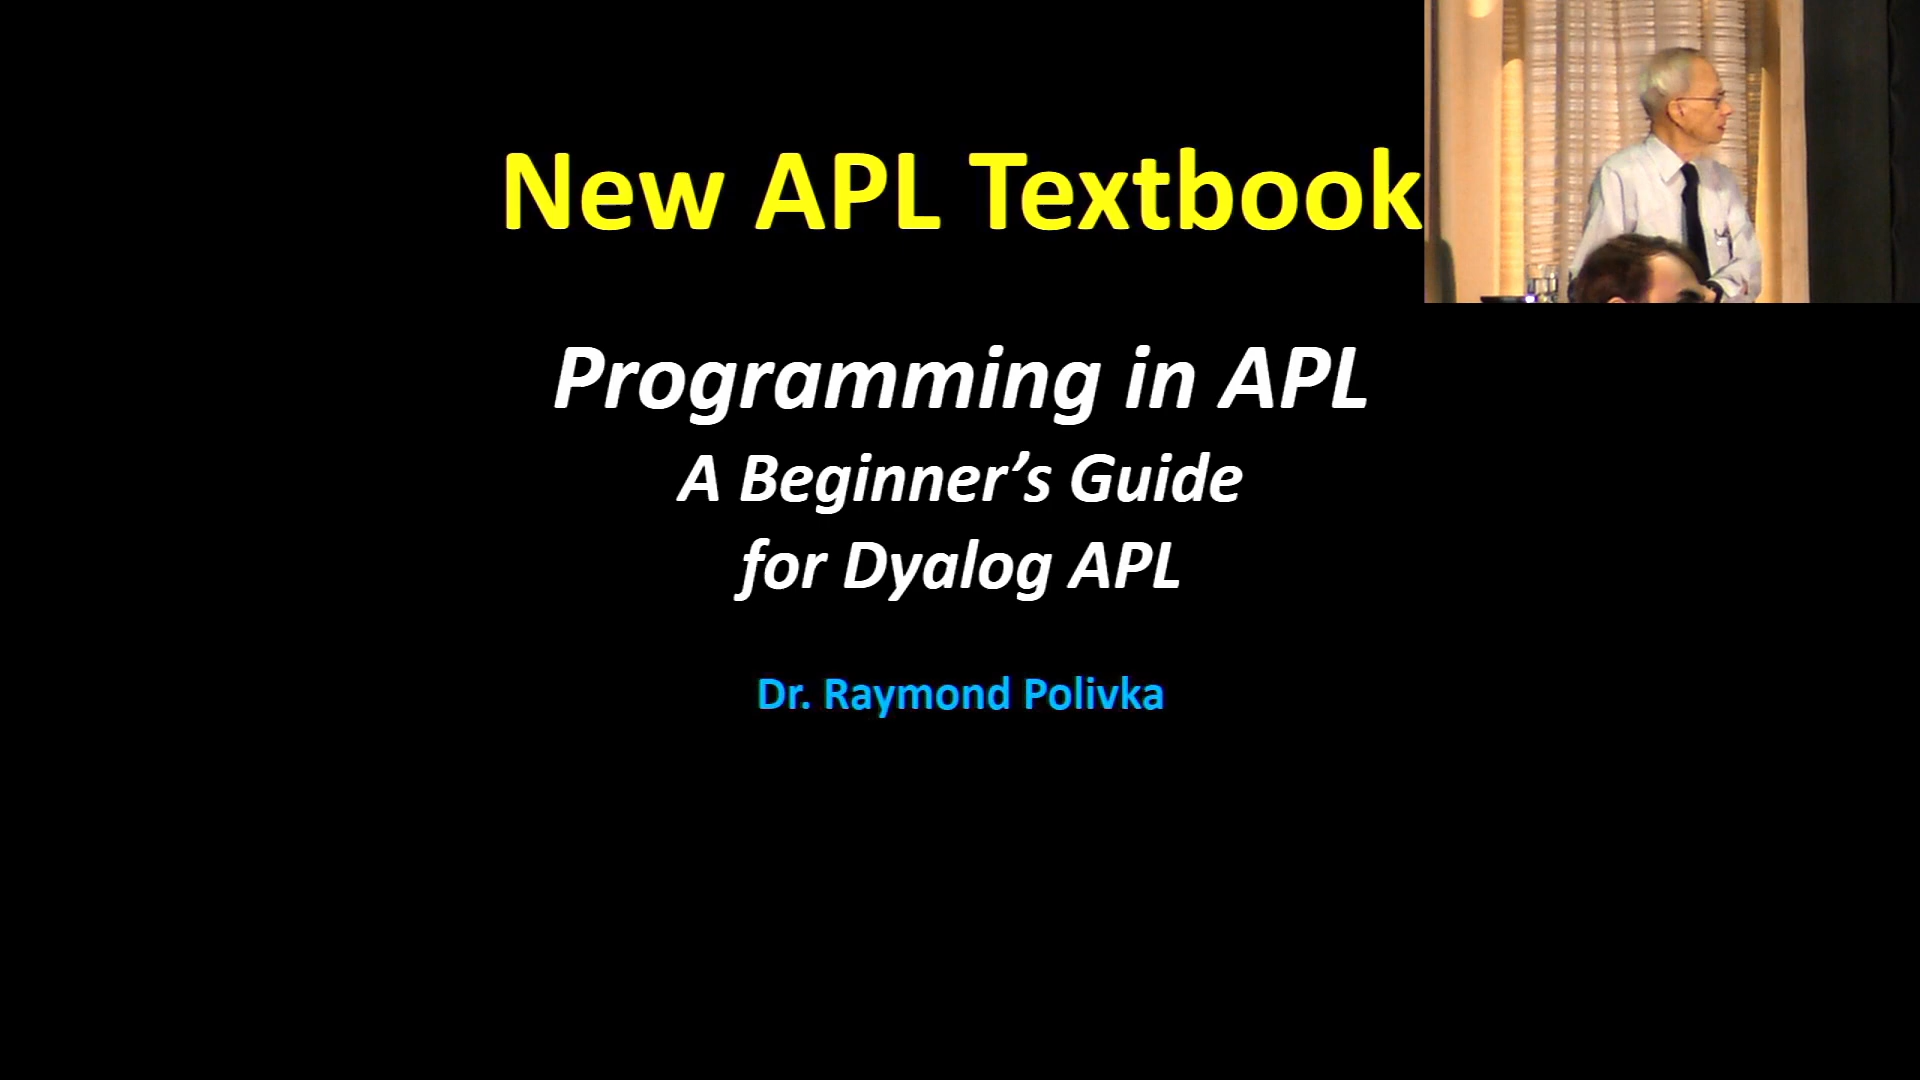 New APL Textbook
Programming in APL
A Beginner’s Guide
for Dyalog APL
Dr. Raymond Polivka